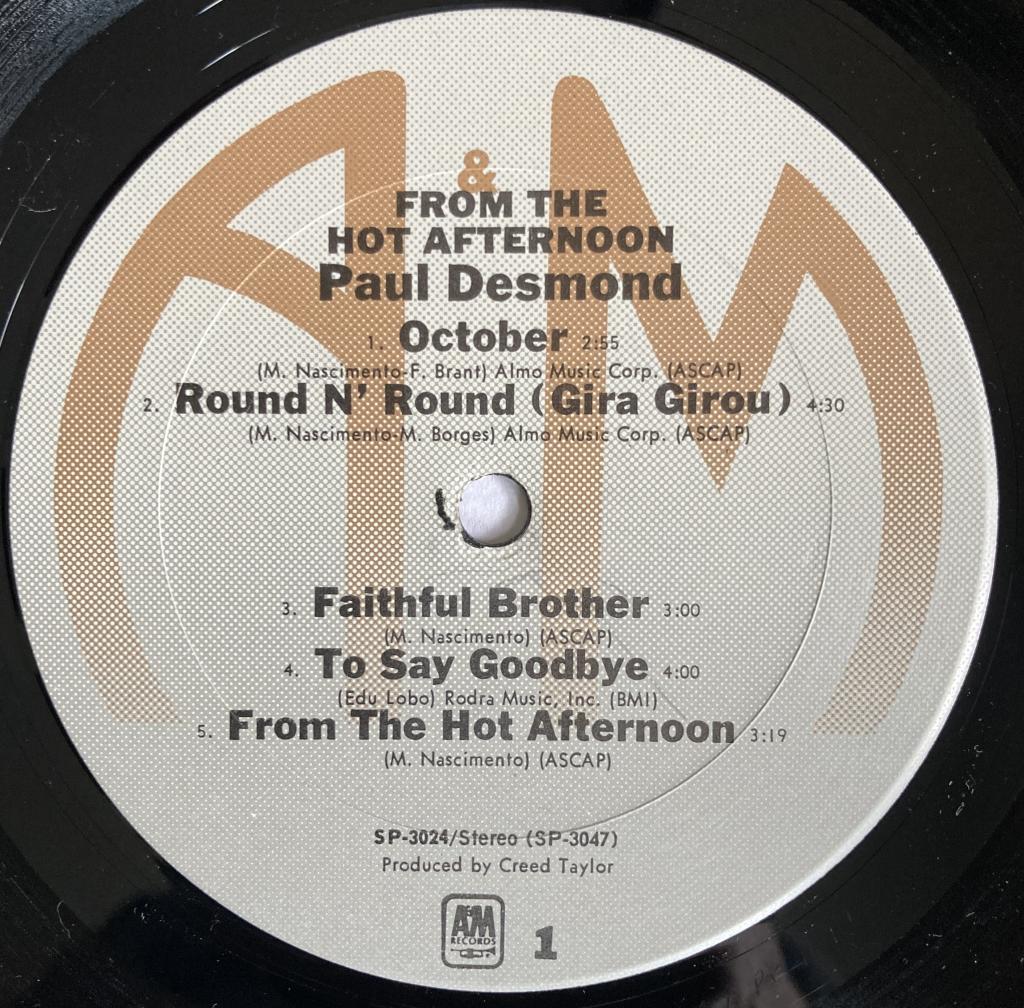 A & M
FROM THE
HOT AFTERNOON
Paul Desmond
1. October 2:55
(M. Nascimento-F. Brant) Almo Music Corp. (ASCAP)
2. 'Round N' Round (Gira Girou) 4:30
(M. Nascimento-M. Borges) Almo Music Corp. (ASCAP)
3. Faithful Brother 3:00
(M. Nascimento) (ASCAP)
4. To Say Goodbye 4:00
(Edu Lobo) Rodra Music, Inc. (BMI)
5. From The Hot Afternoon 3:19
(M. Nascimento) (ASCAP)
SP-3024/Stereo (SP-3047)
Produced by Creed Taylor
A&M
RECORDS
1